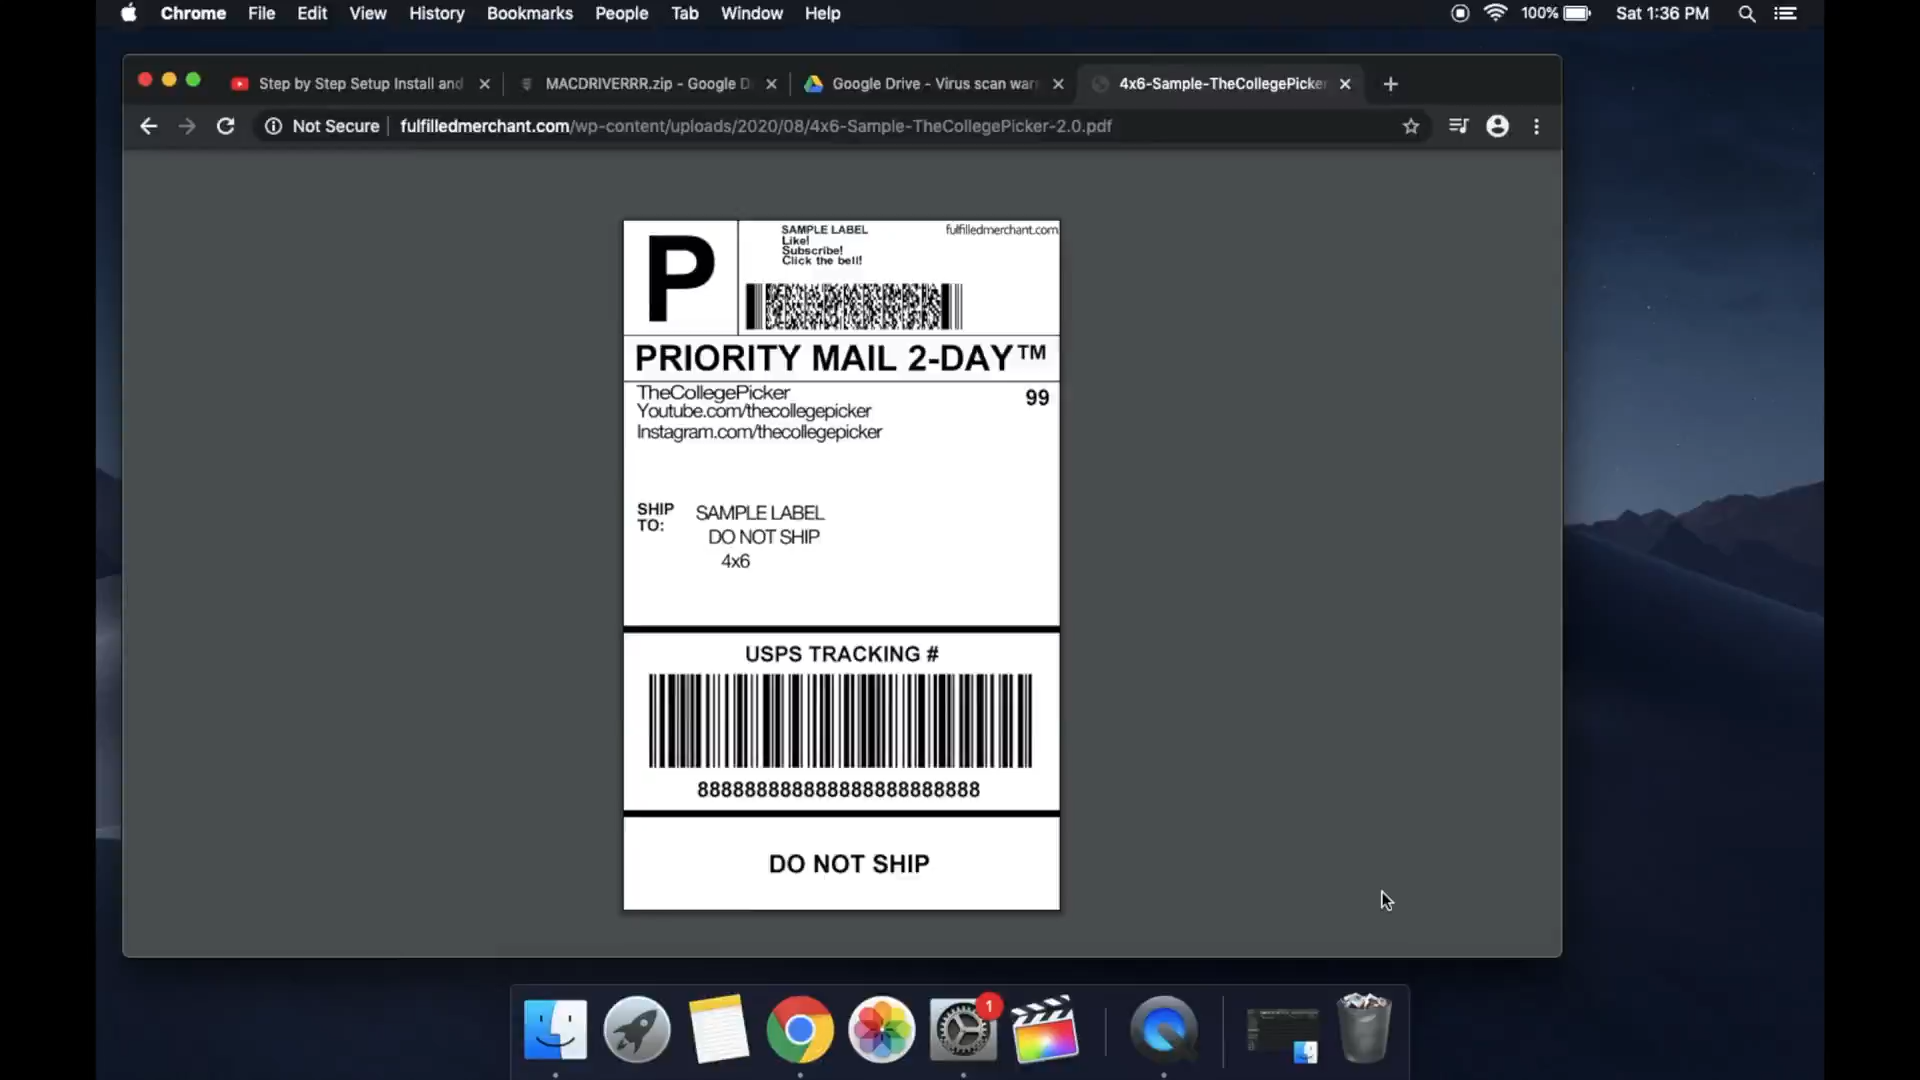 Chrome File Edit View History Bookmarks People Tab Window Help 100% Sat 1:36 PM
Step by Step Setup Install and MACDRIVERRR.zip - Google D Google Drive - Virus scan war 4x6-Sample-TheCollegePicker
Not Secure fulfilledmerchant.com/wp-content/uploads/2020/08/4x6-Sample-TheCollegePicker-2.0.pdf
P
SAMPLE LABEL
Like!
Subscribe!
Click the bell!
fulfilledmerchant.com
PRIORITY MAIL 2-DAY™
TheCollegePicker
Youtube.com/thecollegepicker
Instagram.com/thecollegepicker
99
SHIP
TO:
SAMPLE LABEL
DO NOT SHIP
4x6
USPS TRACKING #
888888888888888888888888
DO NOT SHIP
1